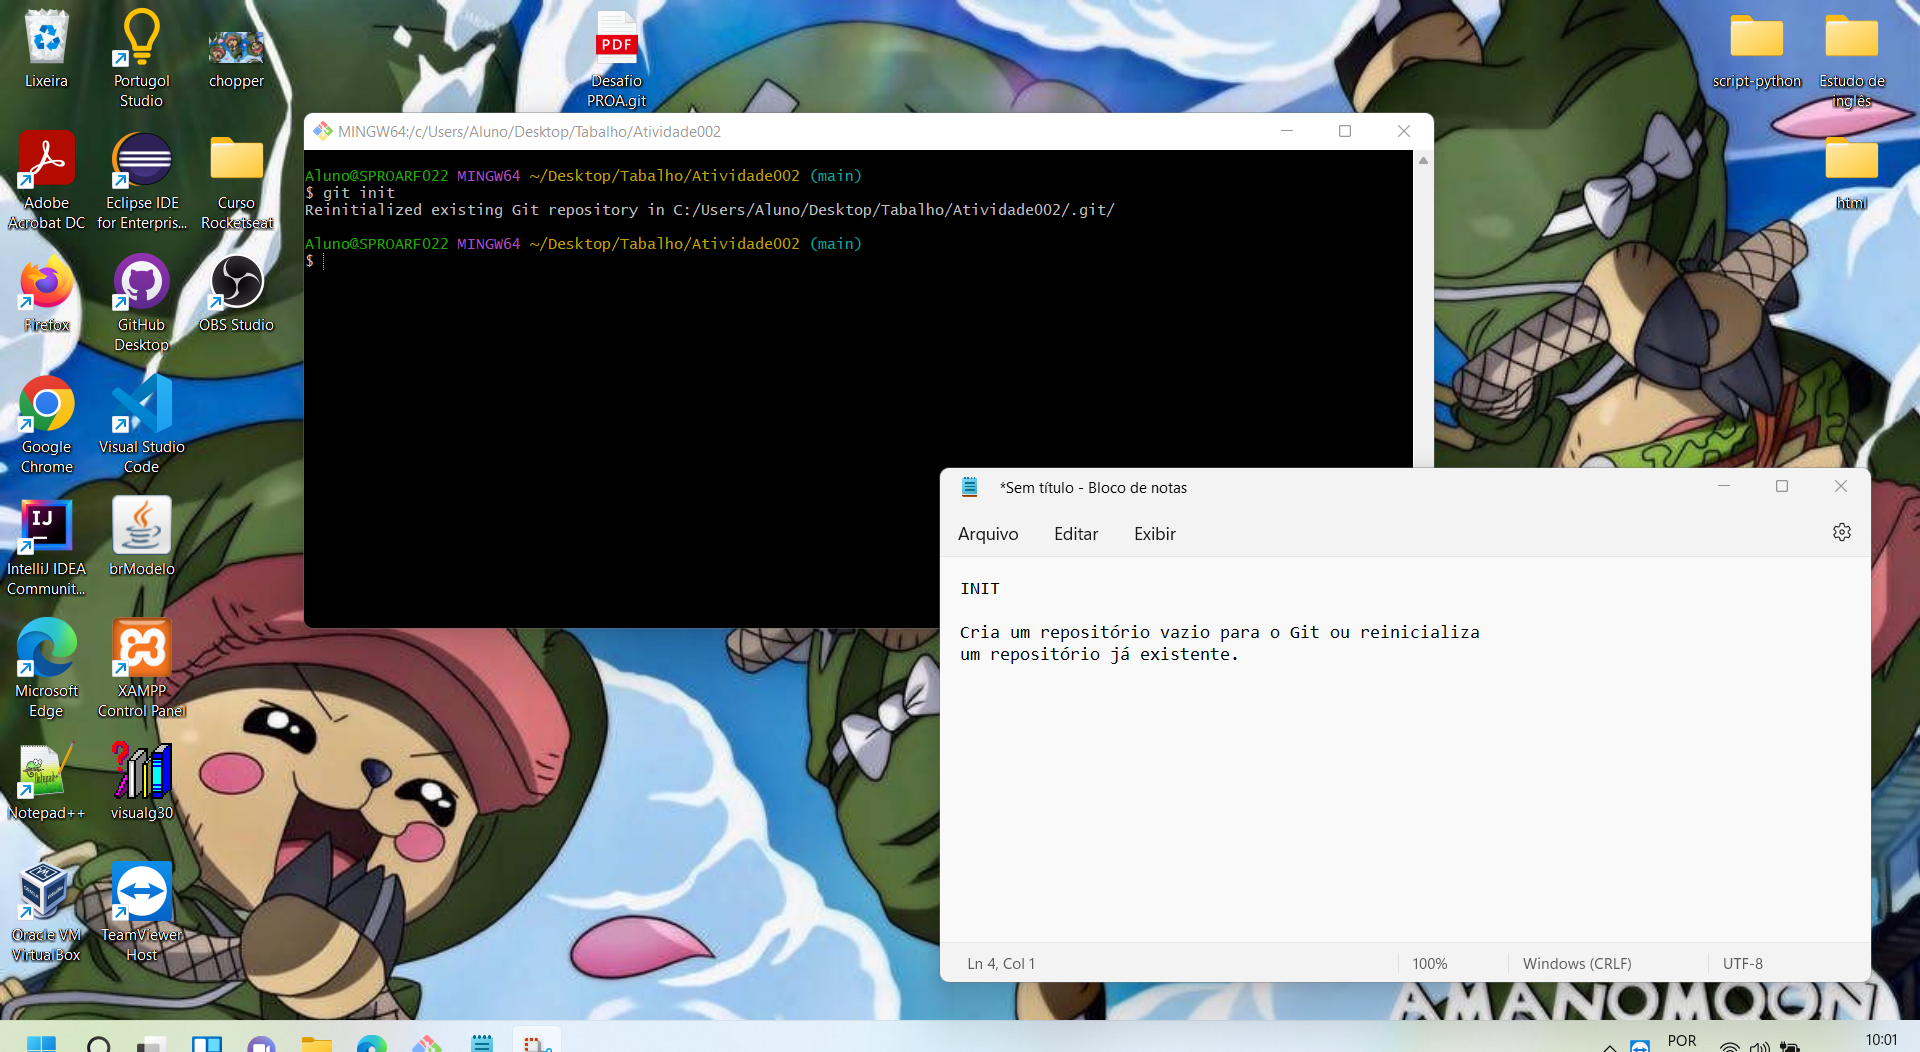 Lixeira
Portugol
Studio
chopper
PDF
Desafio
PROA.git
script-python
Estudo de
inglês
MINGW64:/c/Users/Aluno/Desktop/Tabalho/Atividade002
Aluno@SPROARF022 MINGW64 ~/Desktop/Tabalho/Atividade002 (main)
$ git init
Reinitialized existing Git repository in C:/Users/Aluno/Desktop/Tabalho/Atividade002/.git/
Aluno@SPROARF022 MINGW64 ~/Desktop/Tabalho/Atividade002 (main)
$
Adobe
Acrobat DC
Eclipse IDE
for Enterpris...
Curso
Rocketseat
html
Firefox
GitHub
Desktop
OBS Studio
Google
Chrome
Visual Studio
Code
IJ
IntelliJ IDEA
Communit...
brModelo
Microsoft
Edge
XAMPP
Control Panel
Notepad++
visualg30
Oracle VM
VirtualBox
TeamViewer
Host
*Sem título - Bloco de notas
Arquivo Editar Exibir
INIT
Cria um repositório vazio para o Git ou reinicializa
um repositório já existente.
Ln 4, Col 1 100% Windows (CRLF) UTF-8
AMANOMOGN
POR
10:01